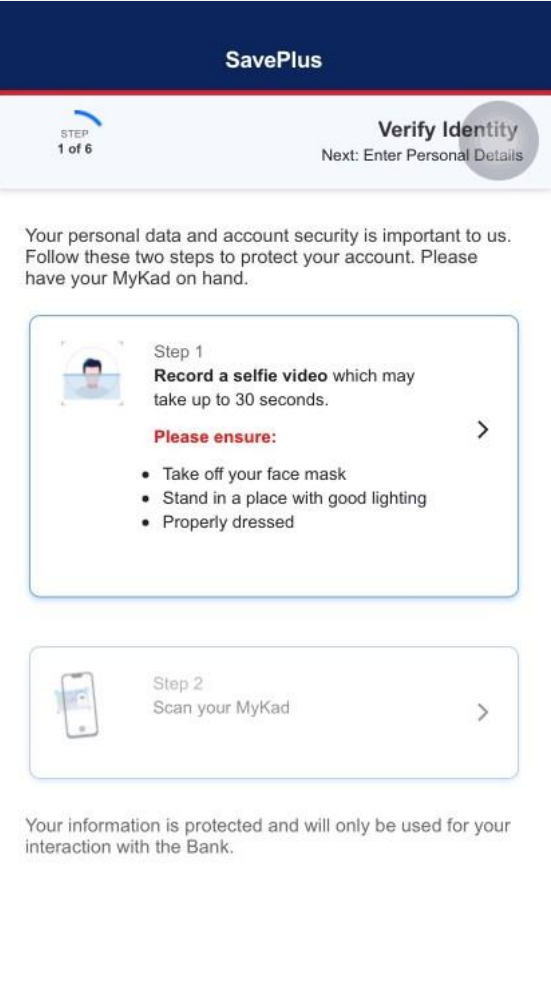 SavePlus
STEP
1 of 6
Verify Identity
Next: Enter Personal Details
Your personal data and account security is important to us.
Follow these two steps to protect your account. Please
have your MyKad on hand.
Step 1
Record a selfie video which may
take up to 30 seconds.
Please ensure:
• Take off your face mask
• Stand in a place with good lighting
• Properly dressed
Step 2
Scan your MyKad
Your information is protected and will only be used for your
interaction with the Bank.